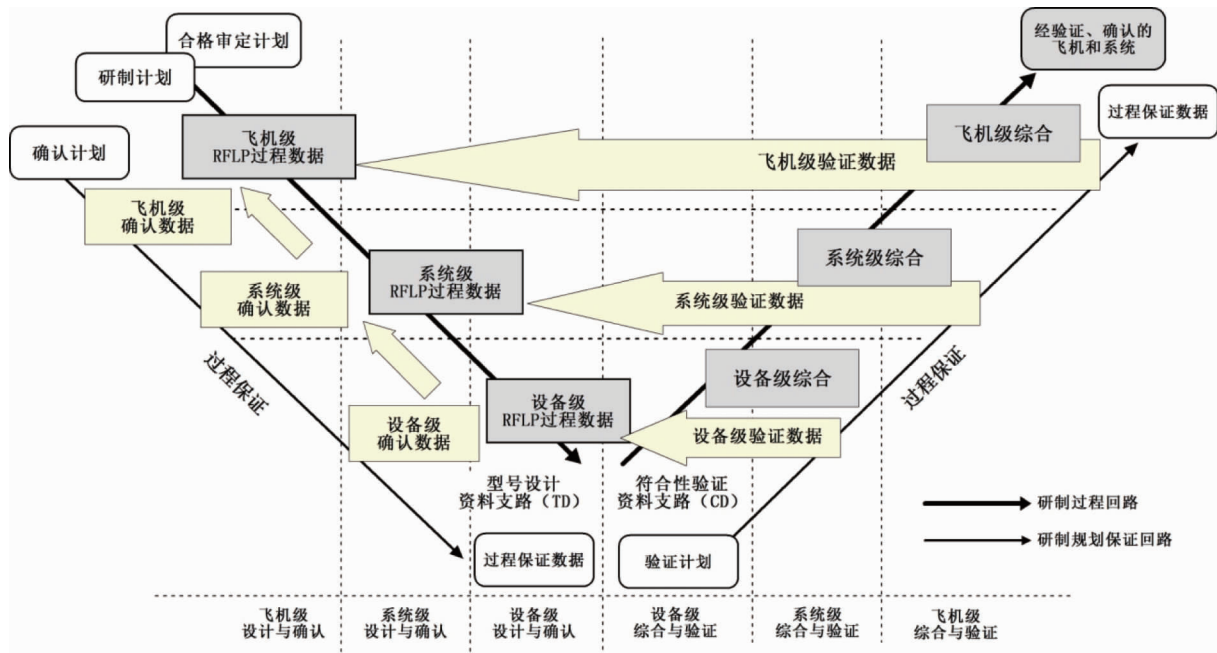 合格审定计划
研制计划
经验证、确认的
飞机和系统
过程保证数据
确认计划
飞机级
RFLP过程数据
飞机级综合
飞机级验证数据
飞机级
确认数据
系统级
RFLP过程数据
系统级综合
系统级验证数据
系统级
确认数据
过程保证
过程保证
设备级
RFLP过程数据
设备级综合
设备级验证数据
设备级
确认数据
型号设计
资料支路（TD）
符合性验证
资料支路（CD）
研制过程回路
研制规划保证回路
过程保证数据
验证计划
飞机级
设计与确认
系统级
设计与确认
设备级
设计与确认
设备级
综合与验证
系统级
综合与验证
飞机级
综合与验证